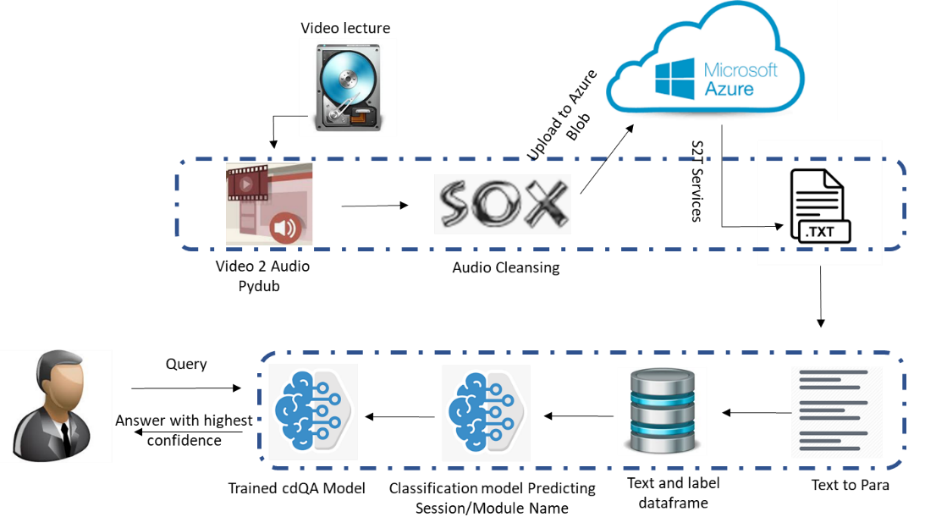 Video lecture
Microsoft
Azure
Upload to Azure
Blob
S2T Services
SOX
.TXT
Video 2 Audio
Pydub
Audio Cleansing
Query
Answer with highest
confidence
Trained cdQA Model
Classification model Predicting
Session/Module Name
Text and label
dataframe
Text to Para